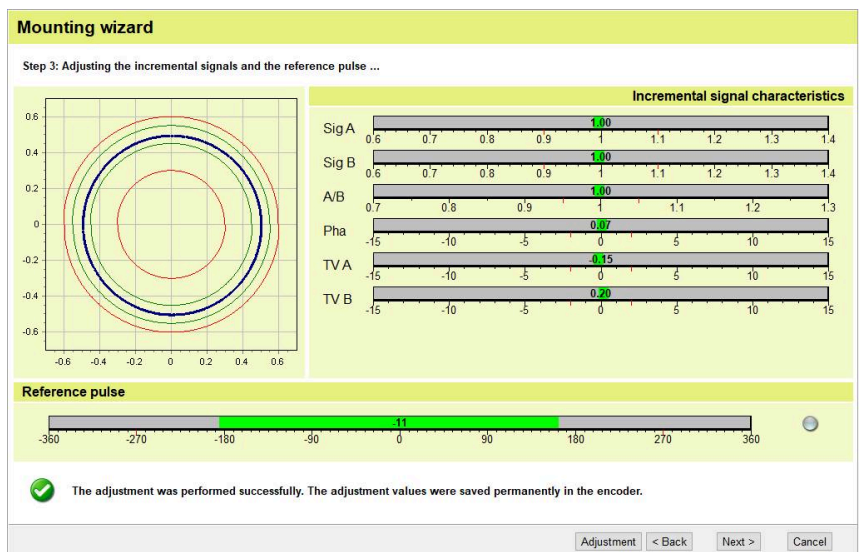 Mounting wizard
Step 3: Adjusting the incremental signals and the reference pulse ...
Incremental signal characteristics
0.6
0.4
0.2
0
-0.2
-0.4
-0.6
-0.6 -0.4 -0.2 0 0.2 0.4 0.6
Sig A 1.00
0.6 0.7 0.8 0.9 1 1.1 1.2 1.3 1.4
Sig B 1.00
0.6 0.7 0.8 0.9 1 1.1 1.2 1.3 1.4
A/B 1.00
0.7 0.8 0.9 1 1.1 1.2 1.3
Pha 0.07
-15 -10 -5 0 5 10 15
TV A -0.15
-15 -10 -5 0 5 10 15
TV B 0.20
-15 -10 -5 0 5 10 15
Reference pulse
-11
-360 -270 -180 -90 0 90 180 270 360
The adjustment was performed successfully. The adjustment values were saved permanently in the encoder.
Adjustment < Back Next > Cancel